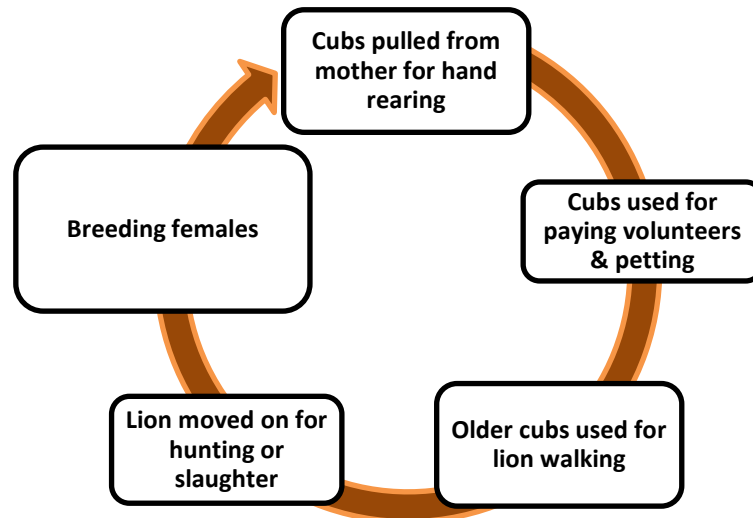 Cubs pulled from
mother for hand
rearing
Cubs used for
paying volunteers
& petting
Older cubs used for
lion walking
Lion moved on for
hunting or
slaughter
Breeding females